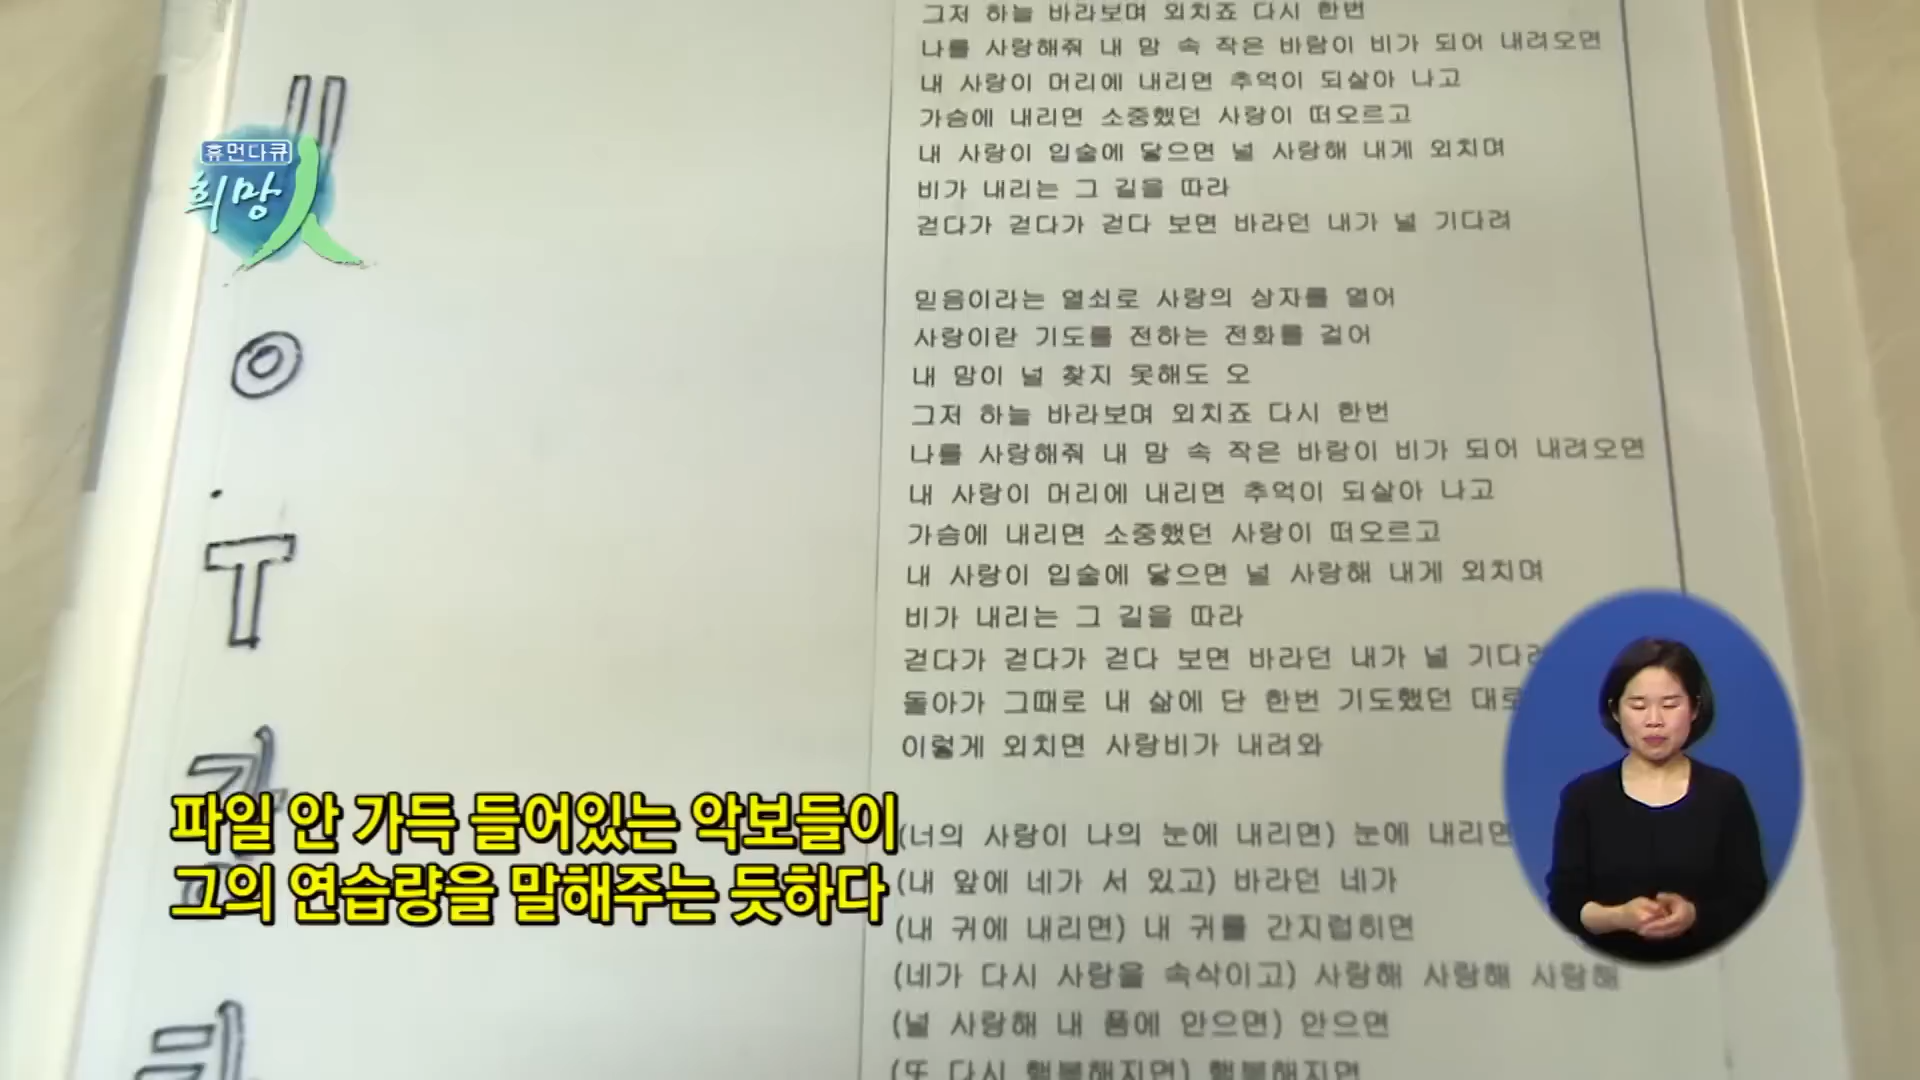 휴먼다큐
희망人
그저 하늘 바라보며 외치죠 다시 한번
나를 사랑해줘 내 맘 속 작은 바람이 비가 되어 내려오면
내 사랑이 머리에 내리면 추억이 되살아 나고
가슴에 내리면 소중했던 사랑이 떠오르고
내 사랑이 입술에 닿으면 널 사랑해 내게 외치며
비가 내리는 그 길을 따라
걷다가 걷다가 걷다 보면 바라던 내가 널 기다려
믿음이라는 열쇠로 사랑의 상자를 열어
사랑이란 기도를 전하는 전화를 걸어
내 맘이 널 찾지 못해도 오
그저 하늘 바라보며 외치죠 다시 한번
나를 사랑해줘 내 맘 속 작은 바람이 비가 되어 내려오면
내 사랑이 머리에 내리면 추억이 되살아 나고
가슴에 내리면 소중했던 사랑이 떠오르고
내 사랑이 입술에 닿으면 널 사랑해 내게 외치며
비가 내리는 그 길을 따라
걷다가 걷다가 걷다 보면 바라던 내가 널 기다려
돌아가 그때로 내 삶에 단 한번 기도했던 대로
이렇게 외치면 사랑비가 내려와
(너의 사랑이 나의 눈에 내리면) 눈에 내리면
(내 앞에 네가 서 있고) 바라던 네가
(내 귀에 내리면) 내 귀를 간지럽히면
(네가 다시 사랑을 속삭이고) 사랑해 사랑해 사랑해
(널 사랑해 내 품에 안으면) 안으면
(또 다시 행복해지면) 행복해지면
파일 안 가득 들어있는 악보들이
그의 연습량을 말해주는 듯하다